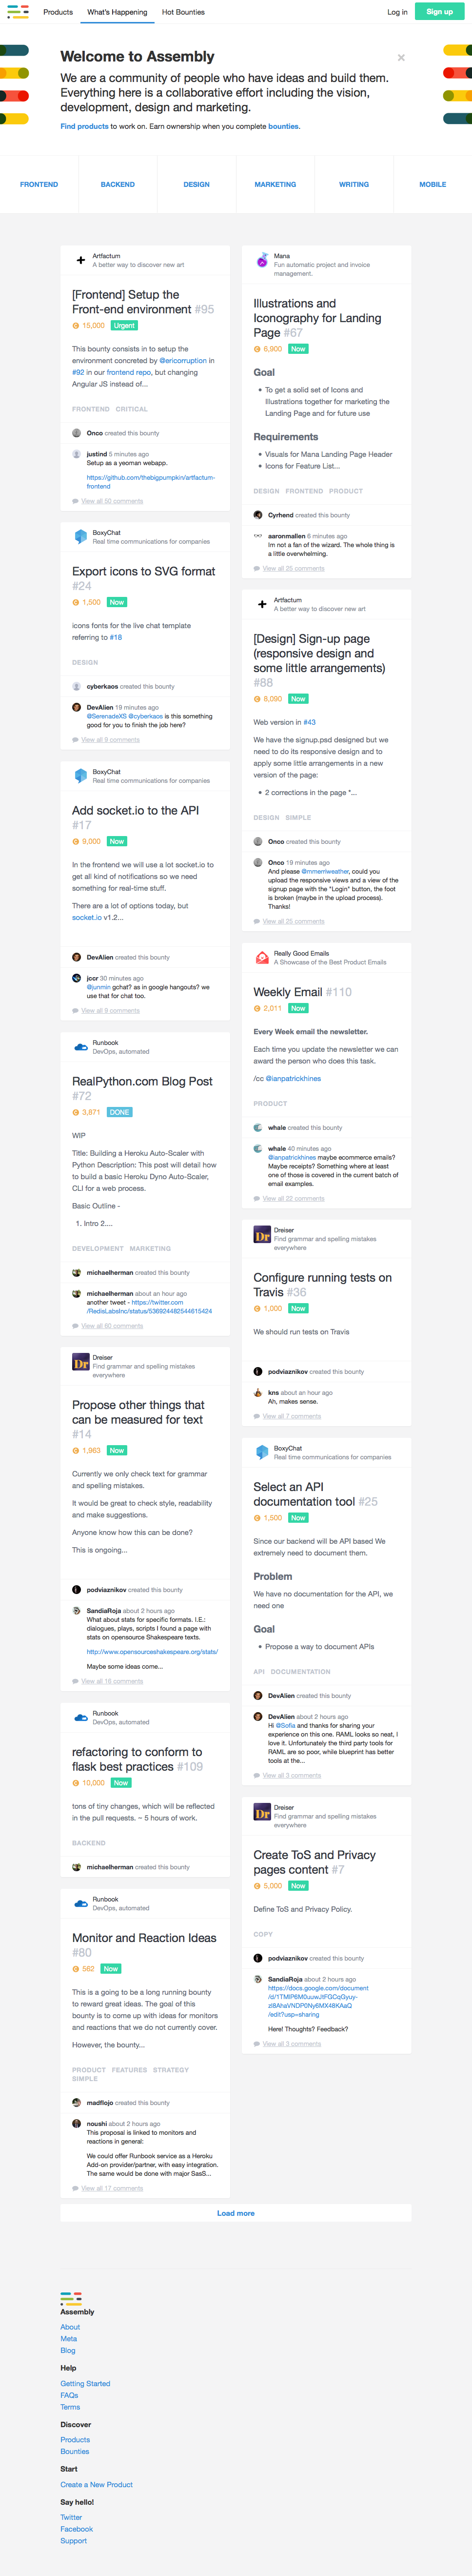 Products
What's Happening
Hot Bounties
Log in
Sign up
Welcome to Assembly
×
We are a community of people who have ideas and build them.
Everything here is a collaborative effort including the vision,
development, design and marketing.
Find products to work on. Earn ownership when you complete bounties.
FRONTEND
BACKEND
DESIGN
MARKETING
WRITING
MOBILE
Artfactum
A better way to discover new art
[Frontend] Setup the
Front-end environment #95
15,000 Urgent
This bounty consists in to setup the
environment concreted by @ericorruption in
#92 in our frontend repo, but changing
Angular JS instead of...
FRONTEND CRITICAL
Onco created this bounty
justind 5 minutes ago
Setup as a yeoman webapp.
https://github.com/thebigpumpkin/artfactum-
frontend
View all 50 comments
BoxyChat
Real time communications for companies
Export icons to SVG format
#24
1,500 Now
icons fonts for the live chat template
referring to #18
DESIGN
cyberkaos created this bounty
DevAlien 19 minutes ago
@SerenadeXS @cyberkaos is this something
good for you to finish the job here?
View all 9 comments
BoxyChat
Real time communications for companies
Add socket.io to the API
#17
9,000 Now
In the frontend we will use a lot socket.io to
get all kind of notifications so we need
something for real-time stuff.
There are a lot of options today, but
socket.io v1.2...
DevAlien created this bounty
jccr 30 minutes ago
@junmin gchat? as in google hangouts? we
use that for chat too.
View all 9 comments
Runbook
DevOps, automated
RealPython.com Blog Post
#72
3,871 DONE
WIP
Title: Building a Heroku Auto-Scaler with
Python Description: This post will detail how
to build a basic Heroku Dyno Auto-Scaler,
CLI for a web process.
Basic Outline -
1. Intro 2....
DEVELOPMENT MARKETING
michaelherman created this bounty
michaelherman about an hour ago
another tweet - https://twitter.com
/RedisLabsInc/status/536924482544615424
View all 60 comments
Dreiser
Find grammar and spelling mistakes
everywhere
Propose other things that
can be measured for text
#14
1,963 Now
Currently we only check text for grammar
and spelling mistakes.
It would be great to check style, readability
and make suggestions.
Anyone know how this can be done?
This is ongoing...
podviaznikov created this bounty
SandiaRoja about 2 hours ago
What about stats for specific formats. I.E.:
dialogues, plays, scripts I found a page with
stats on opensource Shakespeare texts.
http://www.opensourceshakespeare.org/stats/
Maybe some ideas come...
View all 16 comments
Runbook
DevOps, automated
refactoring to conform to
flask best practices #109
10,000 Now
tons of tiny changes, which will be reflected
in the pull requests. ~ 5 hours of work.
BACKEND
michaelherman created this bounty
Runbook
DevOps, automated
Monitor and Reaction Ideas
#80
562 Now
This is a going to be a long running bounty
to reward great ideas. The goal of this
bounty is to come up with ideas for monitors
and reactions that we do not currently cover.
However, the bounty...
PRODUCT FEATURES STRATEGY
SIMPLE
madflojo created this bounty
noushi about 2 hours ago
This proposal is linked to monitors and
reactions in general:
We could offer Runbook service as a Heroku
Add-on provider/partner, with easy integration.
The same would be done with major SaaS...
View all 17 comments
Mana
Fun automatic project and invoice
management.
Illustrations and
Iconography for Landing
Page #67
6,900 Now
Goal
• To get a solid set of Icons and
Illustrations together for marketing the
Landing Page and for future use
Requirements
• Visuals for Mana Landing Page Header
• Icons for Feature List...
DESIGN FRONTEND PRODUCT
Cyrhend created this bounty
aaronmallen 6 minutes ago
Im not a fan of the wizard. The whole thing is
a little overwhelming.
View all 25 comments
Artfactum
A better way to discover new art
[Design] Sign-up page
(responsive design and
some little arrangements)
#88
8,090 Now
Web version in #43
We have the signup.psd designed but we
need to do its responsive design and to
apply some little arrangements in a new
version of the page:
• 2 corrections in the page "...
DESIGN SIMPLE
Onco created this bounty
Onco 19 minutes ago
And please @mmerriweather, could you
upload the responsive views and a view of the
signup page with the "Login" button, the foot
is broken (maybe in the upload process).
Thanks!
View all 25 comments
Really Good Emails
A Showcase of the Best Product Emails
Weekly Email #110
2,011 Now
Every Week email the newsletter.
Each time you update the newsletter we can
award the person who does this task.
/cc @ianpatrickhines
PRODUCT
whale created this bounty
whale 40 minutes ago
@ianpatrickhines maybe ecommerce emails?
Maybe receipts? Something where at least
one of those is covered in the current batch of
email examples.
View all 22 comments
Dreiser
Find grammar and spelling mistakes
everywhere
Configure running tests on
Travis #36
1,000 Now
We should run tests on Travis
podviaznikov created this bounty
kns about an hour ago
Ah, makes sense.
View all 7 comments
BoxyChat
Real time communications for companies
Select an API
documentation tool #25
1,500 Now
Since our backend will be API based We
extremely need to document them.
Problem
We have no documentation for the API, we
need one
Goal
• Propose a way to document APIs
API DOCUMENTATION
DevAlien created this bounty
DevAlien about 2 hours ago
Hi @Sofia and thanks for sharing your
experience on this one. RAML looks so neat, I
love it. Unfortunately the third party tools for
RAML are so poor, while blueprint has better
tools at the...
View all 3 comments
Dreiser
Find grammar and spelling mistakes
everywhere
Create ToS and Privacy
pages content #7
5,000 Now
Define ToS and Privacy Policy.
COPY
podviaznikov created this bounty
SandiaRoja about 2 hours ago
https://docs.google.com/document
/edit?usp=sharing
Here! Thoughts? Feedback?
View all 3 comments
Load more
Assembly
About
Meta
Blog
Help
Getting Started
FAQs
Terms
Discover
Products
Bounties
Start
Create a New Product
Say hello!
Twitter
Facebook
Support